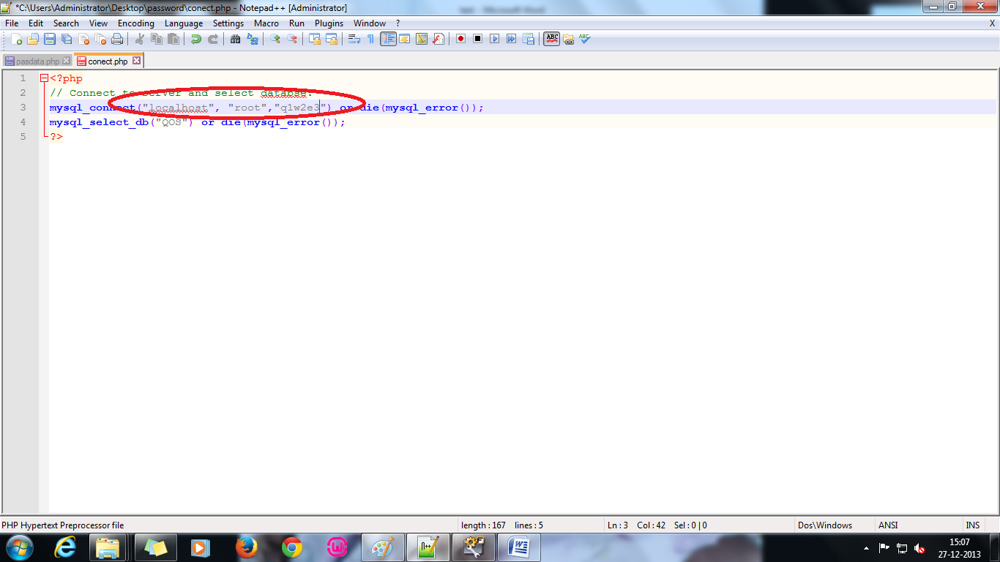 *C:\Users\Administrator\Desktop\password\conect.php - Notepad++ [Administrator]
File Edit Search View Encoding Language Settings Macro Run Plugins Window ? X
pasdata.php conect.php
1 <?php
2 // Connect to server and select databse.
3 mysql_connect("localhost", "root","q1w2e3") or die(mysql_error());
4 mysql_select_db("QOS") or die(mysql_error());
5 ?>
PHP Hypertext Preprocessor file length : 167 lines : 5 Ln : 3 Col : 42 Sel : 0 | 0 Dos\Windows ANSI INS
15:07
27-12-2013